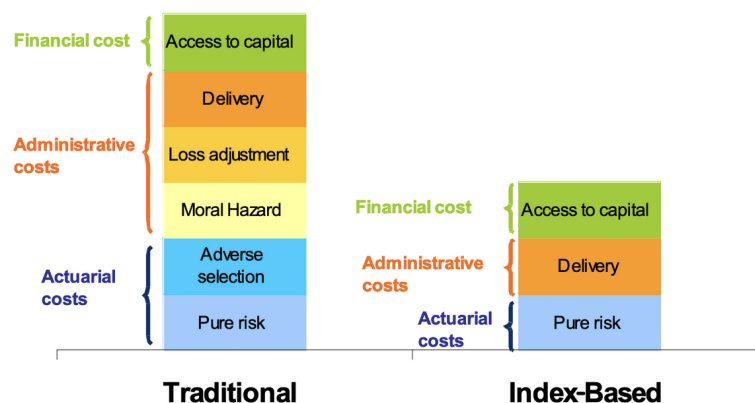 Financial cost
Access to capital
Delivery
Administrative
costs
Loss adjustment
Moral Hazard
Actuarial
costs
Adverse
selection
Pure risk
Traditional
Financial cost
Access to capital
Administrative
costs
Delivery
Actuarial
costs
Pure risk
Index-Based